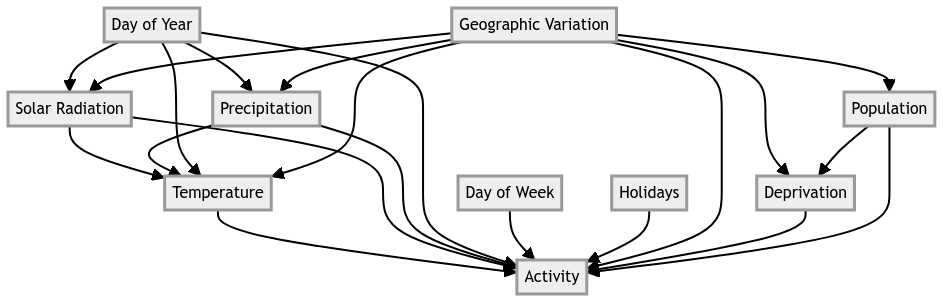 Day of Year
Geographic Variation
Solar Radiation
Precipitation
Population
Temperature
Day of Week
Holidays
Deprivation
Activity